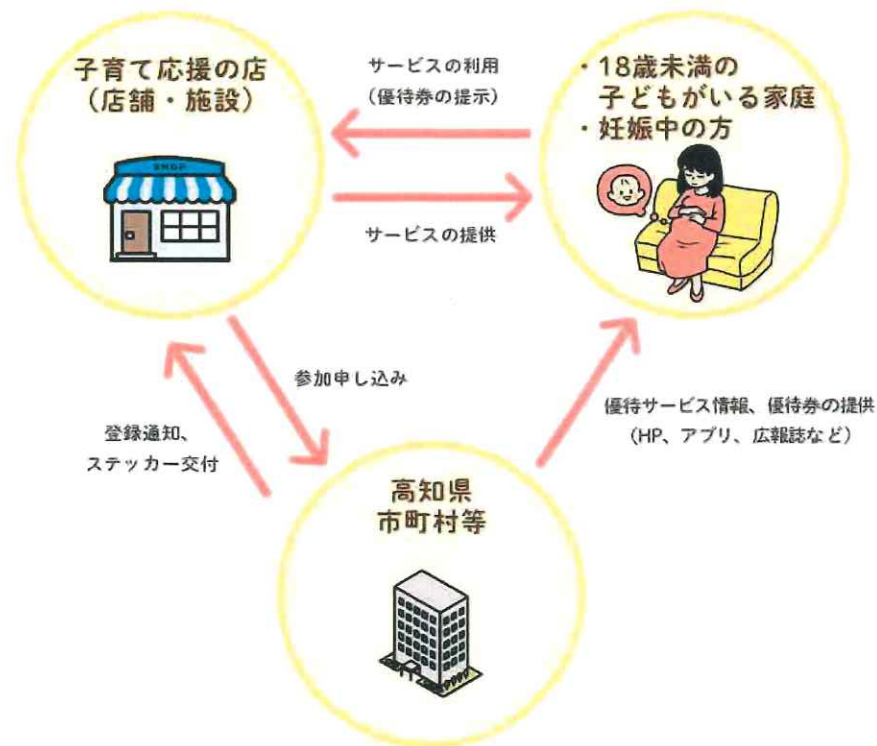 子育て応援の店
（店舗・施設）
SHOP
サービスの利用
（優待券の提示）
・18歳未満の
子どもがいる家庭
・妊娠中の方
サービスの提供
参加申し込み
登録通知、
ステッカー交付
優待サービス情報、優待券の提供
（HP、アプリ、広報誌など）
高知県
市町村等